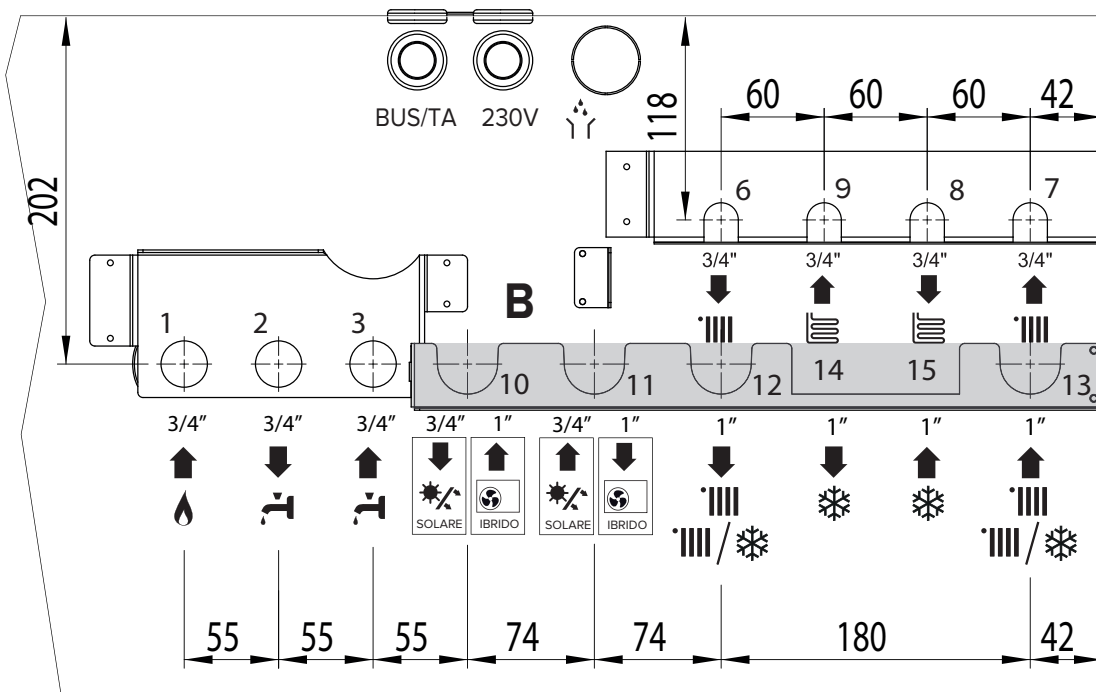 60 60 60 42
118
BUS/TA 230V
202
6 9 8 7
3/4" 3/4" 3/4" 3/4"
B
1 2 3
10 11 12 14 15 13
3/4" 3/4" 3/4" 3/4" 1" 3/4" 1" 1" 1" 1" 1"
SOLARE IBRIDO SOLARE IBRIDO
55 55 55 74 74 180 42